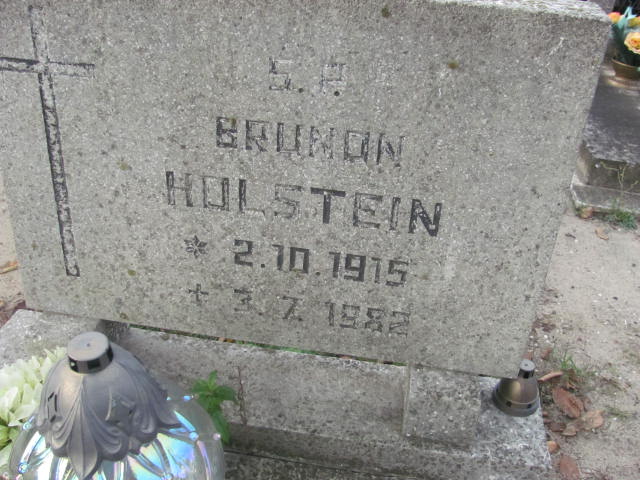 S.P.
BRUNON
HOLSTEIN
* 2.10.1915
+ 3.7.1982